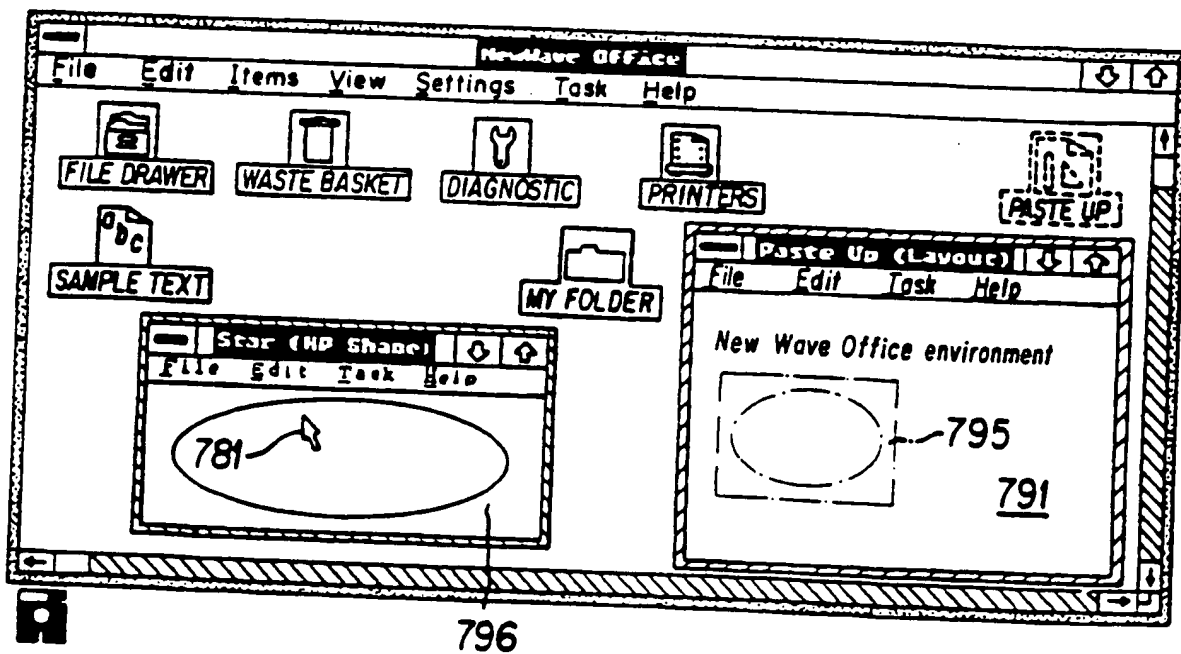 NewWave Office
File Edit Items View Settings Task Help
FILE DRAWER WASTE BASKET DIAGNOSTIC PRINTERS PASTE UP
abc
SAMPLE TEXT MY FOLDER
Paste Up (Layout)
File Edit Task Help
New Wave Office environment
795
791
Star (HP Shape)
File Edit Task Help
781
796